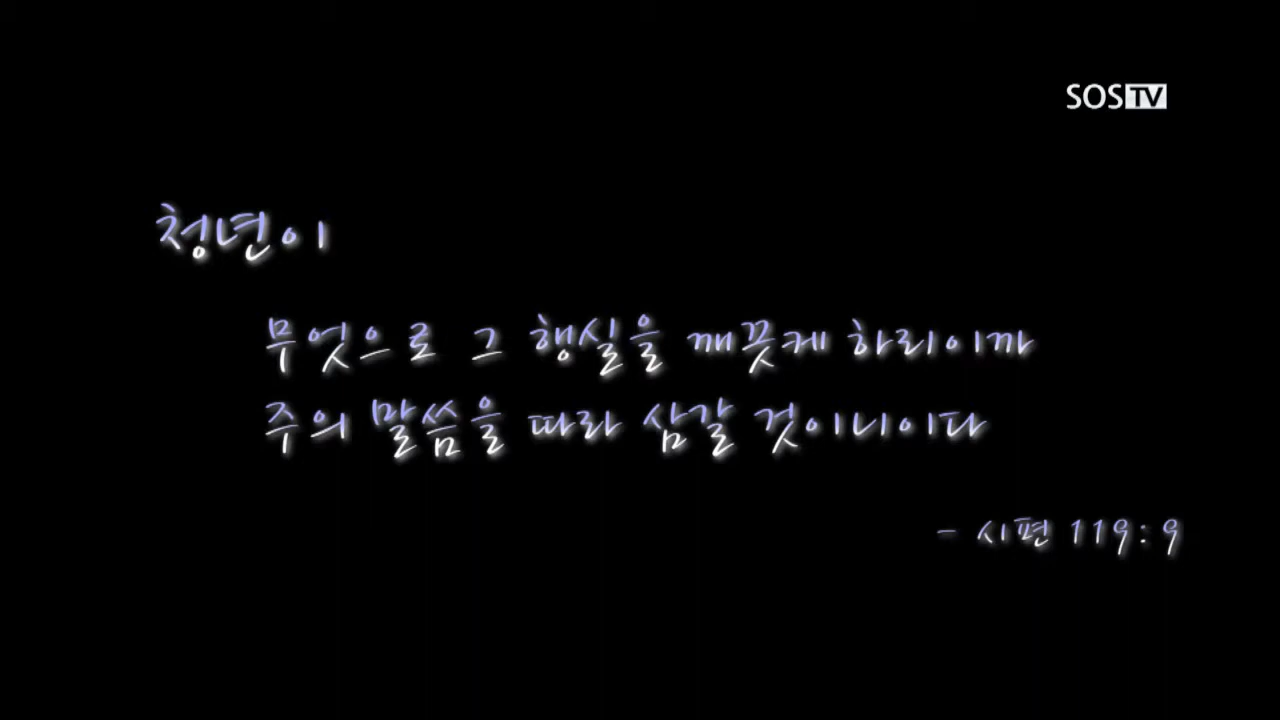 SOSTV
청년이
무엇으로 그 행실을 깨끗케 하리이까
주의 말씀을 따라 삼갈 것이니이다
- 시편 119:9